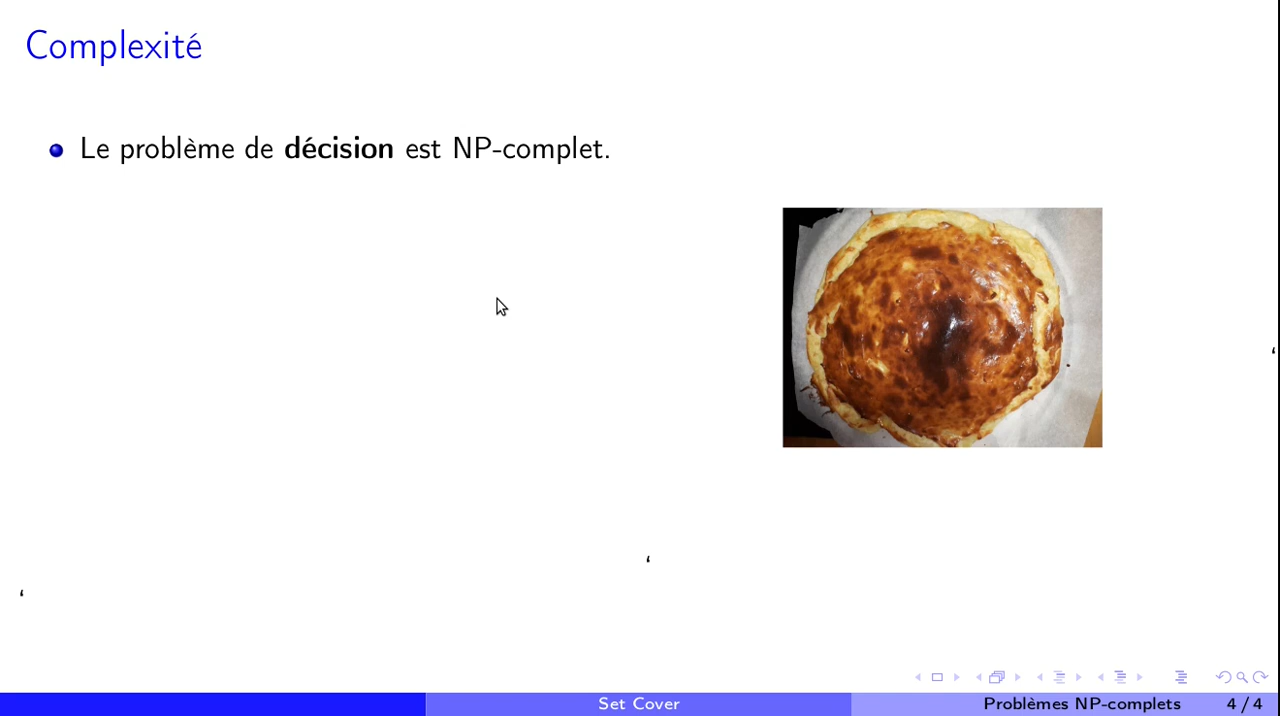 Complexité
Le problème de décision est NP-complet.
‘
‘
‘
Set Cover
Problèmes NP-complets
4 / 4